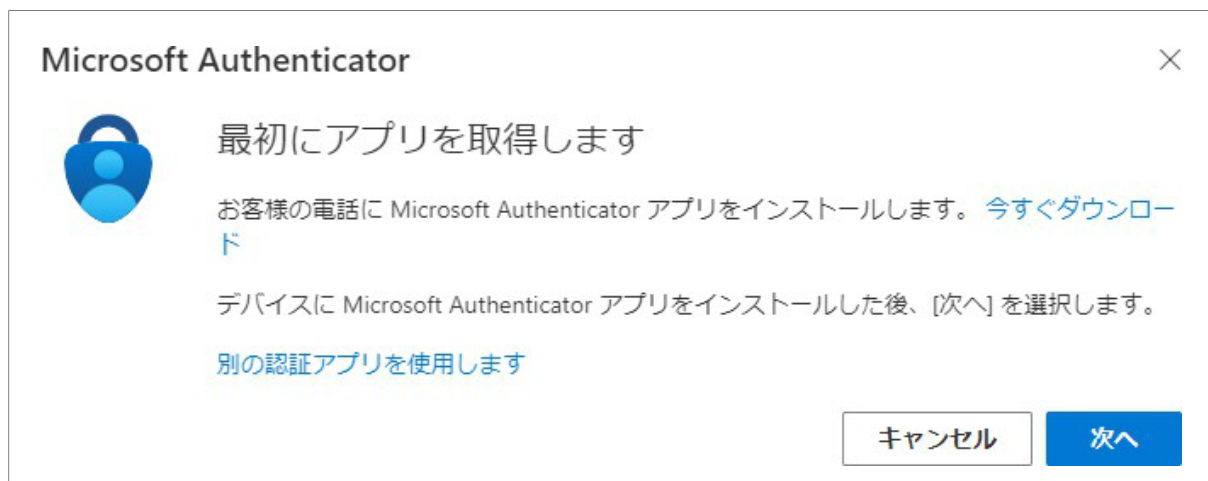 Microsoft Authenticator
最初にアプリを取得します
お客様の電話に Microsoft Authenticator アプリをインストールします。 今すぐダウンロー
ド
デバイスに Microsoft Authenticator アプリをインストールした後、[次へ] を選択します。
別の認証アプリを使用します
キャンセル 次へ